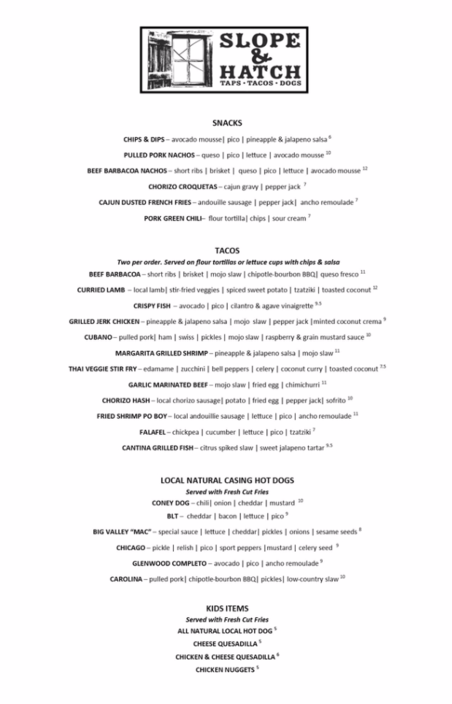 SLOPE
&
HATCH
TAPS • TACOS • DOGS
SNACKS
CHIPS & DIPS – avocado mousse| pico | pineapple & jalapeno salsa 6
PULLED PORK NACHOS – queso | pico | lettuce | avocado mousse 10
BEEF BARBACOA NACHOS – short ribs | brisket | queso | pico | lettuce | avocado mousse 12
CHORIZO CROQUETAS – cajun gravy | pepper jack 7
CAJUN DUSTED FRENCH FRIES – andouille sausage | pepper jack| ancho remoulade 7
PORK GREEN CHILI– flour tortilla| chips | sour cream 7
TACOS
Two per order. Served on flour tortillas or lettuce cups with chips & salsa
BEEF BARBACOA – short ribs | brisket | mojo slaw | chipotle-bourbon BBQ| queso fresco 11
CURRIED LAMB – local lamb| stir-fried veggies | spiced sweet potato | tzatziki | toasted coconut 12
CRISPY FISH – avocado | pico | cilantro & agave vinaigrette 9.5
GRILLED JERK CHICKEN – pineapple & jalapeno salsa | mojo slaw | pepper jack |minted coconut crema 9
CUBANO – pulled pork| ham | swiss | pickles | mojo slaw | raspberry & grain mustard sauce 10
MARGARITA GRILLED SHRIMP – pineapple & jalapeno salsa | mojo slaw 11
THAI VEGGIE STIR FRY – edamame | zucchini | bell peppers | celery | coconut curry | toasted coconut 7.5
GARLIC MARINATED BEEF – mojo slaw | fried egg | chimichurri 11
CHORIZO HASH – local chorizo sausage| potato | fried egg | pepper jack| sofrito 10
FRIED SHRIMP PO BOY – local andouille sausage | lettuce | pico | ancho remoulade 11
FALAFEL – chickpea | cucumber | lettuce | pico | tzatziki 7
CANTINA GRILLED FISH – citrus spiked slaw | sweet jalapeno tartar 9.5
LOCAL NATURAL CASING HOT DOGS
Served with Fresh Cut Fries
CONEY DOG – chili| onion | cheddar | mustard 10
BLT – cheddar | bacon | lettuce | pico 9
BIG VALLEY "MAC" – special sauce | lettuce | cheddar| pickles | onions | sesame seeds 8
CHICAGO – pickle | relish | pico | sport peppers |mustard | celery seed 9
GLENWOOD COMPLETO – avocado | pico | ancho remoulade 9
CAROLINA – pulled pork| chipotle-bourbon BBQ| pickles| low-country slaw 10
KIDS ITEMS
Served with Fresh Cut Fries
ALL NATURAL LOCAL HOT DOG 5
CHEESE QUESADILLA 5
CHICKEN & CHEESE QUESADILLA 6
CHICKEN NUGGETS 5